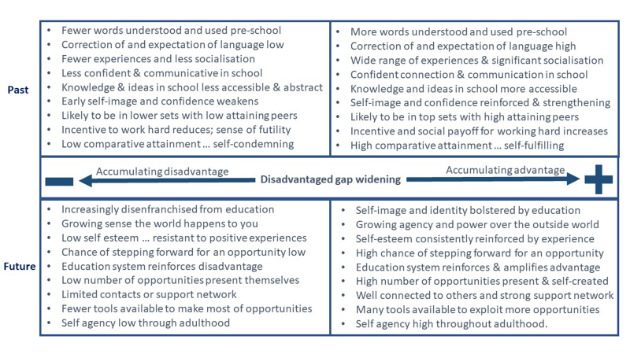 Past
• Fewer words understood and used pre-school
• Correction of and expectation of language low
• Fewer experiences and less socialisation
• Less confident & communicative in school
• Knowledge & ideas in school less accessible & abstract
• Early self-image and confidence weakens
• Likely to be in lower sets with low attaining peers
• Incentive to work hard reduces; sense of futility
• Low comparative attainment ... self-condemning
• More words understood and used pre-school
• Correction of and expectation of language high
• Wide range of experiences & significant socialisation
• Confident connection & communication in school
• Knowledge and ideas in school more accessible
• Self-image and confidence reinforced & strengthening
• Likely to be in top sets with high attaining peers
• Incentive and social payoff for working hard increases
• High comparative attainment ... self-fulfilling
Accumulating disadvantage
Disadvantaged gap widening
Accumulating advantage
Future
• Increasingly disenfranchised from education
• Growing sense the world happens to you
• Low self esteem ... resistant to positive experiences
• Chance of stepping forward for an opportunity low
• Education system reinforces disadvantage
• Low number of opportunities present themselves
• Limited contacts or support network
• Fewer tools available to make most of opportunities
• Self agency low through adulthood
• Self-image and identity bolstered by education
• Growing agency and power over the outside world
• Self-esteem consistently reinforced by experience
• High chance of stepping forward for an opportunity
• Education system reinforces & amplifies advantage
• High number of opportunities present & self-created
• Well connected to others and strong support network
• Many tools available to exploit more opportunities
• Self agency high throughout adulthood.